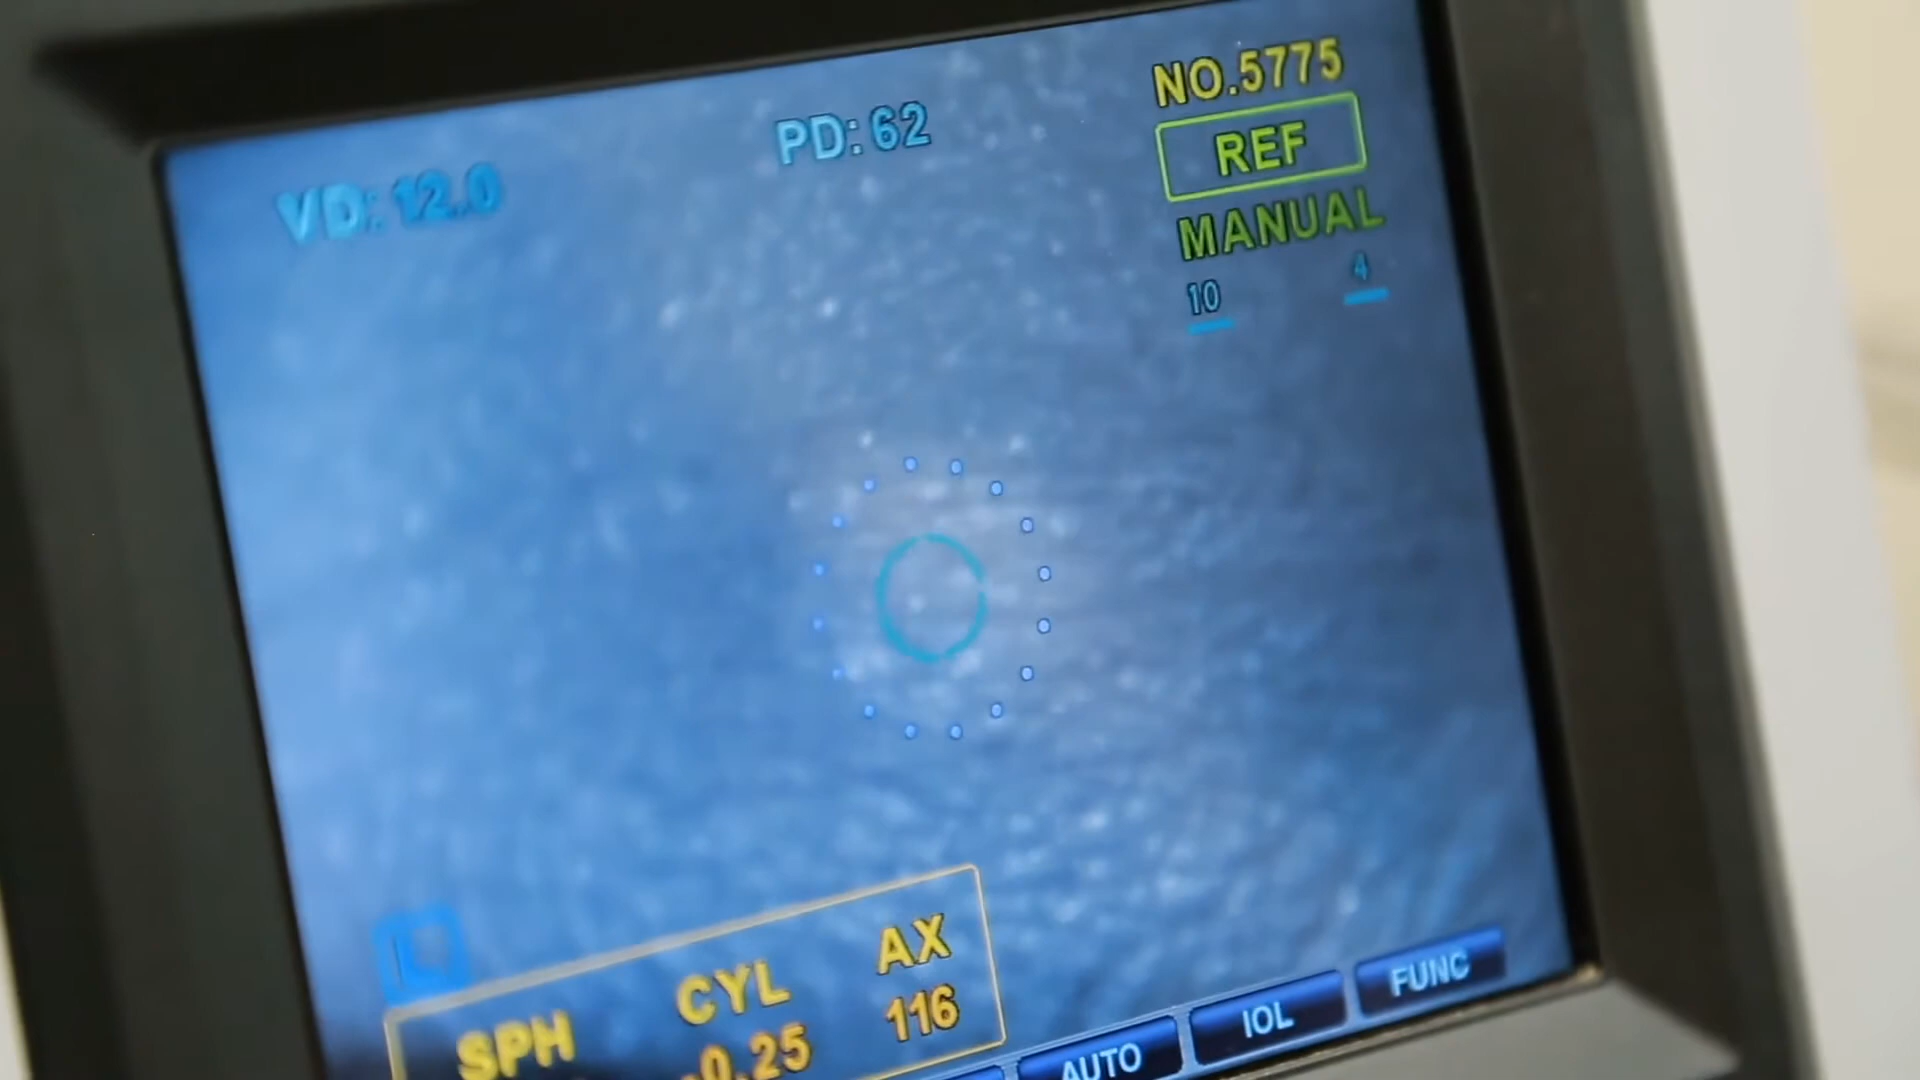 NO.5775
PD: 62
REF
VD: 12.0
MANUAL
10 4
SPH CYL AX
-0.25 116
AUTO IOL FUNC